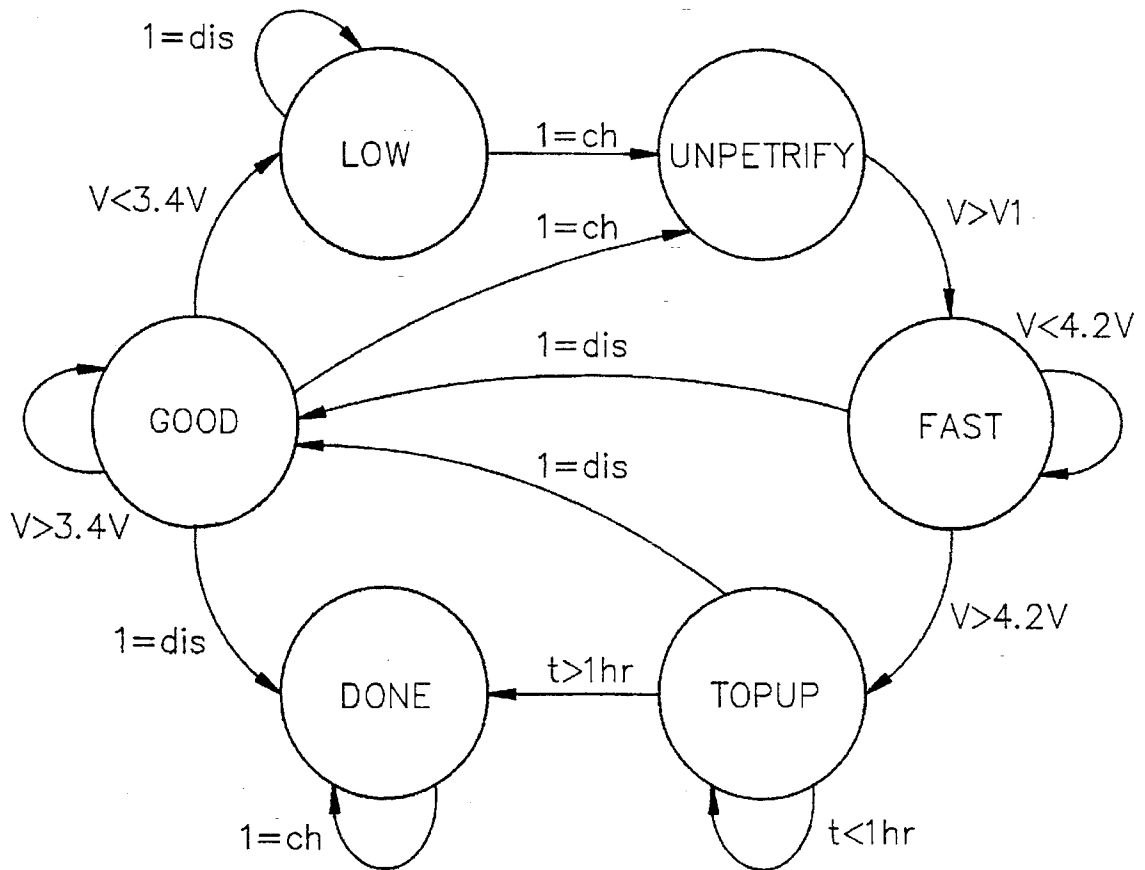 1=dis
LOW
1=ch
UNPETRIFY
V<3.4V
1=ch
V>V1
V<4.2V
1=dis
GOOD
FAST
1=dis
V>3.4V
V>4.2V
1=dis
t>1hr
DONE
TOPUP
1=ch
t<1hr